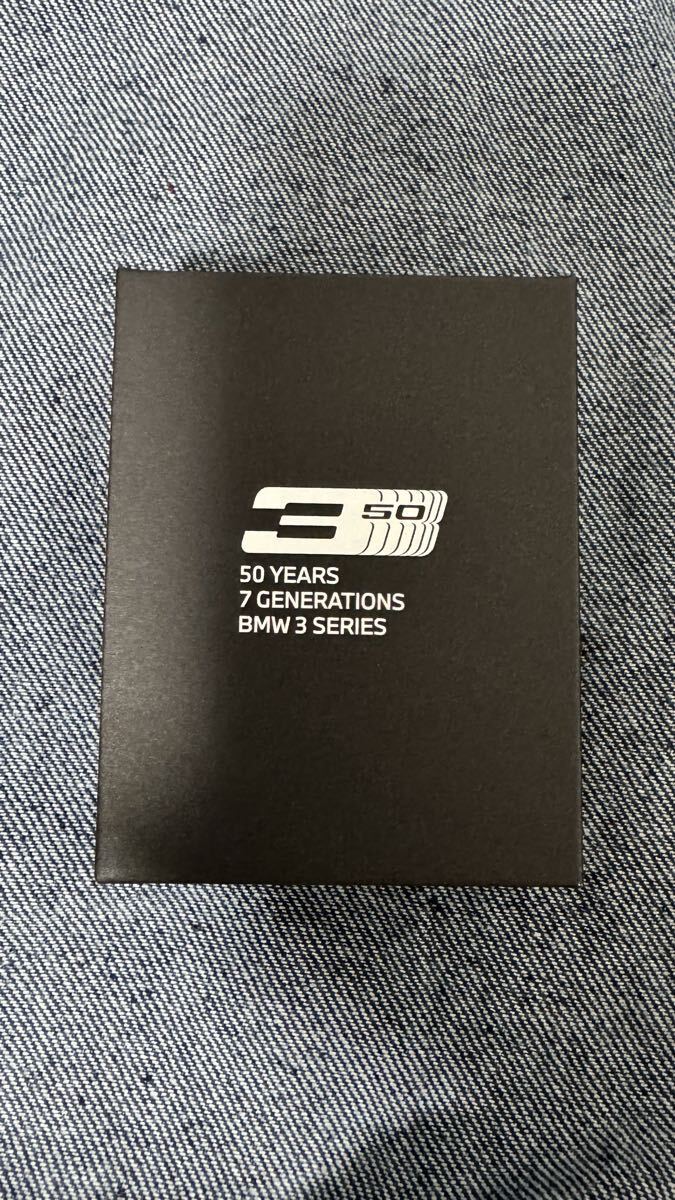 3 50
50 YEARS
7 GENERATIONS
BMW 3 SERIES